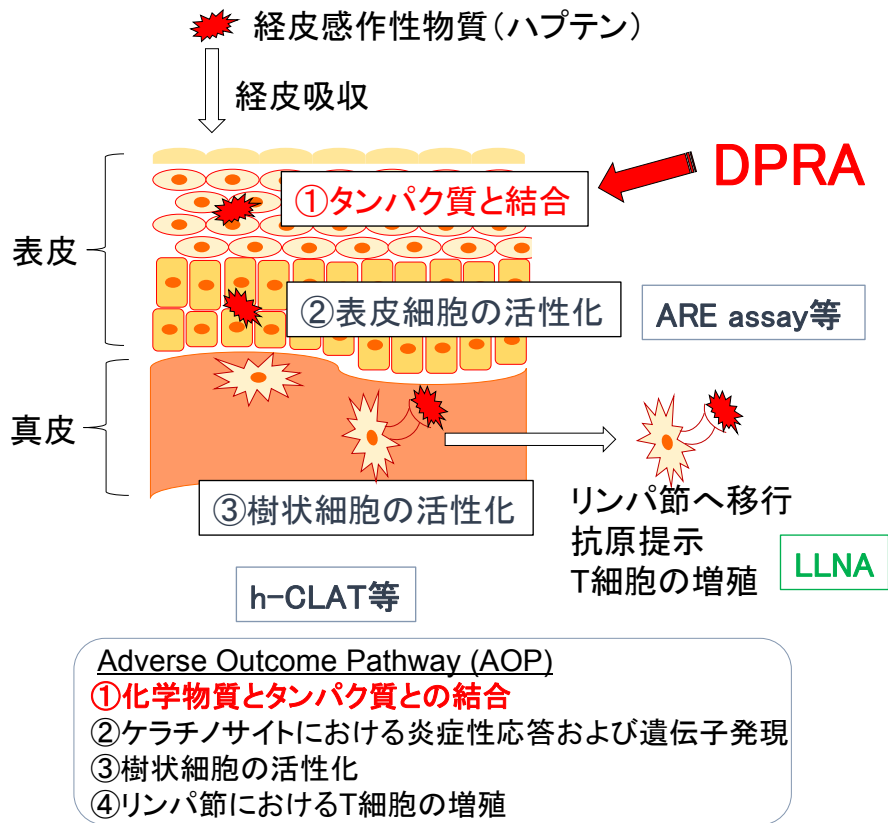 経皮感作性物質（ハプテン）
経皮吸収
DPRA
①タンパク質と結合
表皮
②表皮細胞の活性化
ARE assay等
真皮
③樹状細胞の活性化
リンパ節へ移行
抗原提示
T細胞の増殖
LLNA
h-CLAT等
Adverse Outcome Pathway (AOP)
①化学物質とタンパク質との結合
②ケラチノサイトにおける炎症性応答および遺伝子発現
③樹状細胞の活性化
④リンパ節におけるT細胞の増殖